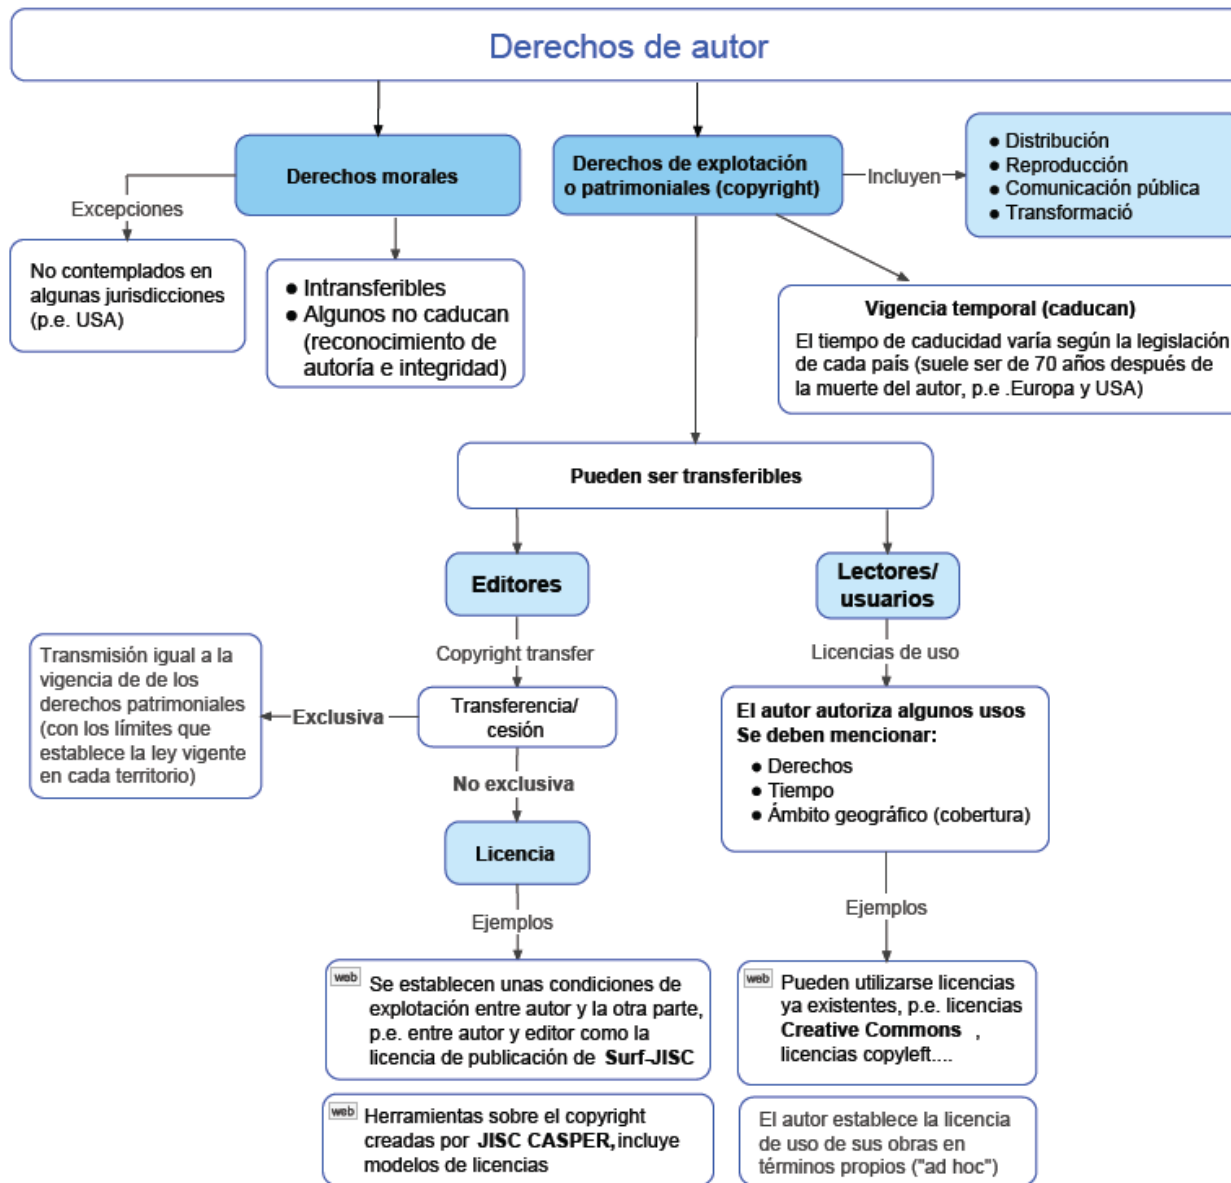 Derechos de autor
Derechos morales
Derechos de explotación
o patrimoniales (copyright)
Incluyen
● Distribución
● Reproducción
● Comunicación pública
● Transformació
Excepciones
No contemplados en
algunas jurisdicciones
(p.e. USA)
● Intransferibles
● Algunos no caducan
(reconocimiento de
autoría e integridad)
Vigencia temporal (caducan)
El tiempo de caducidad varía según la legislación
de cada país (suele ser de 70 años después de
la muerte del autor, p.e .Europa y USA)
Pueden ser transferibles
Editores
Lectores/
usuarios
Copyright transfer
Licencias de uso
Transmisión igual a la
vigencia de de los
derechos patrimoniales
(con los límites que
establece la ley vigente
en cada territorio)
Exclusiva
Transferencia/
cesión
El autor autoriza algunos usos
Se deben mencionar:
● Derechos
● Tiempo
● Ámbito geográfico (cobertura)
No exclusiva
Licencia
Ejemplos
Ejemplos
web Se establecen unas condiciones de
explotación entre autor y la otra parte,
p.e. entre autor y editor como la
licencia de publicación de Surf-JISC
web Pueden utilizarse licencias
ya existentes, p.e. licencias
Creative Commons ,
licencias copyleft....
web Herramientas sobre el copyright
creadas por JISC CASPER, incluye
modelos de licencias
El autor establece la licencia
de uso de sus obras en
términos propios ("ad hoc")